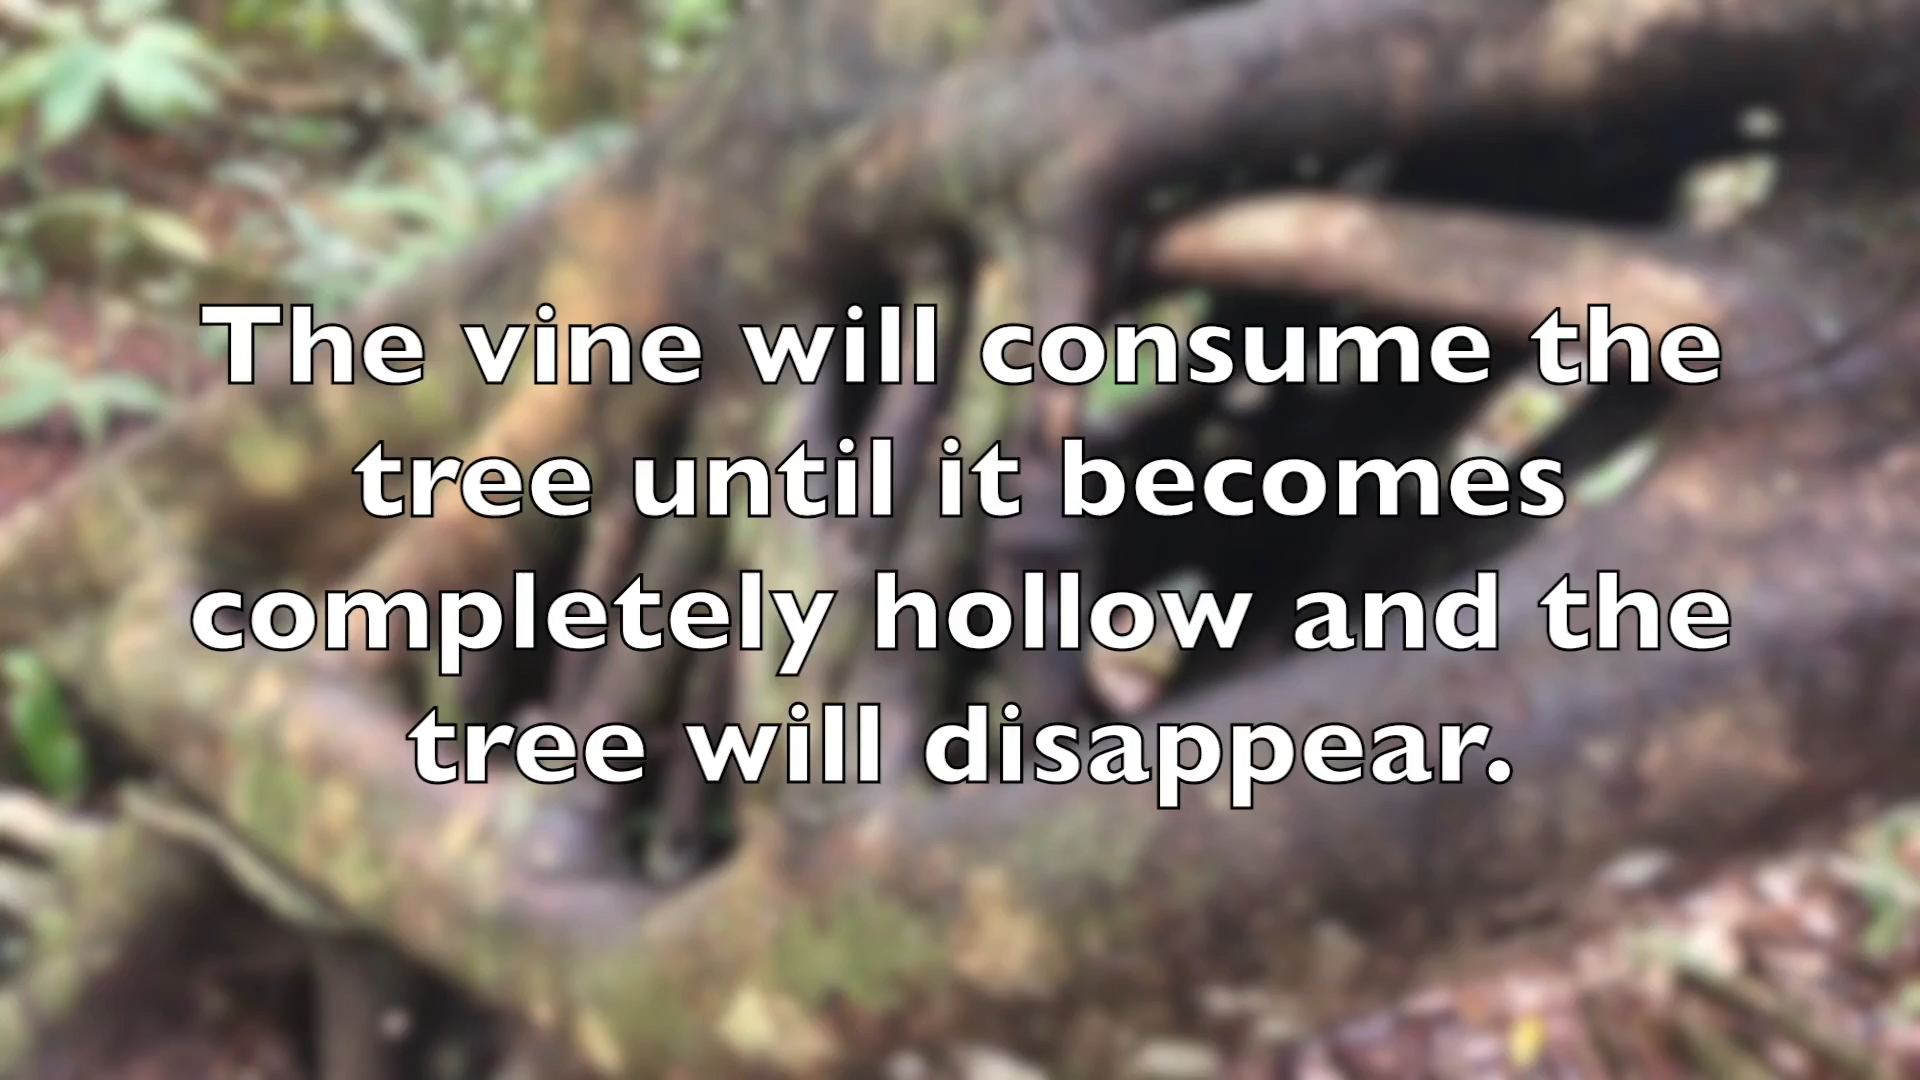 The vine will consume the
tree until it becomes
completely hollow and the
tree will disappear.